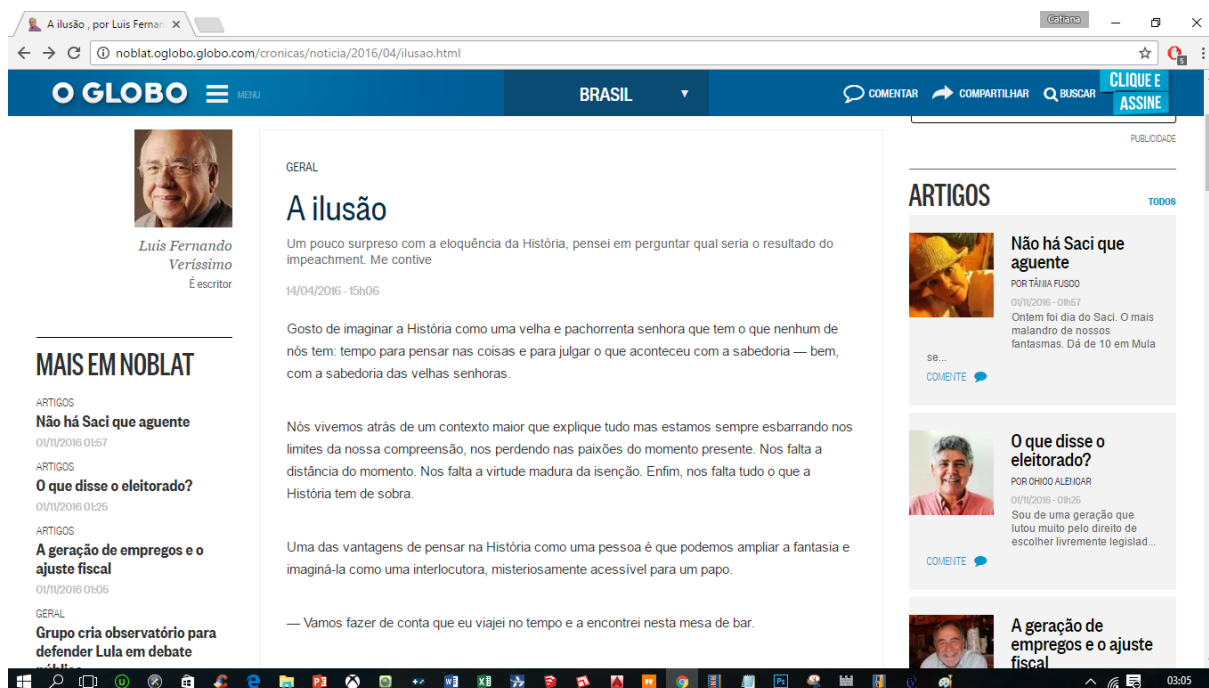 A ilusão , por Luis Fernan
Catiana
noblat.oglobo.globo.com/cronicas/noticia/2016/04/ilusao.html
5
O GLOBO
MENU
BRASIL
COMENTAR
COMPARTILHAR
BUSCAR
CLIQUE E
ASSINE
Luis Fernando
Veríssimo
É escritor
MAIS EM NOBLAT
ARTIGOS
Não há Saci que aguente
01/11/2016 01:57
ARTIGOS
O que disse o eleitorado?
01/11/2016 01:25
ARTIGOS
A geração de empregos e o
ajuste fiscal
01/11/2016 01:05
GERAL
Grupo cria observatório para
defender Lula em debate
público
GERAL
A ilusão
Um pouco surpreso com a eloquência da História, pensei em perguntar qual seria o resultado do
impeachment. Me contive
14/04/2016 - 15h06
Gosto de imaginar a História como uma velha e pachorrenta senhora que tem o que nenhum de
nós tem: tempo para pensar nas coisas e para julgar o que aconteceu com a sabedoria — bem,
com a sabedoria das velhas senhoras.
Nós vivemos atrás de um contexto maior que explique tudo mas estamos sempre esbarrando nos
limites da nossa compreensão, nos perdendo nas paixões do momento presente. Nos falta a
distância do momento. Nos falta a virtude madura da isenção. Enfim, nos falta tudo o que a
História tem de sobra.
Uma das vantagens de pensar na História como uma pessoa é que podemos ampliar a fantasia e
imaginá-la como uma interlocutora, misteriosamente acessível para um papo.
— Vamos fazer de conta que eu viajei no tempo e a encontrei nesta mesa de bar.
PUBLICIDADE
ARTIGOS
TODOS
Não há Saci que
aguente
POR TÂNIA FUSCO
01/11/2016 - 01h57
Ontem foi dia do Saci. O mais
malandro de nossos
fantasmas. Dá de 10 em Mula
se...
COMENTE
O que disse o
eleitorado?
POR CHICO ALENCAR
01/11/2016 - 01h25
Sou de uma geração que
lutou muito pelo direito de
escolher livremente legislad...
COMENTE
A geração de
empregos e o ajuste
fiscal
03:05